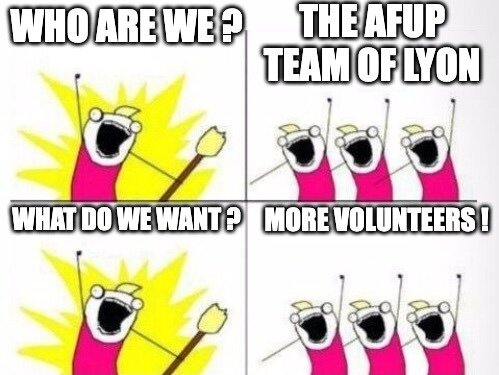 WHO ARE WE ?
THE AFUP
TEAM OF LYON
WHAT DO WE WANT ?
MORE VOLUNTEERS !